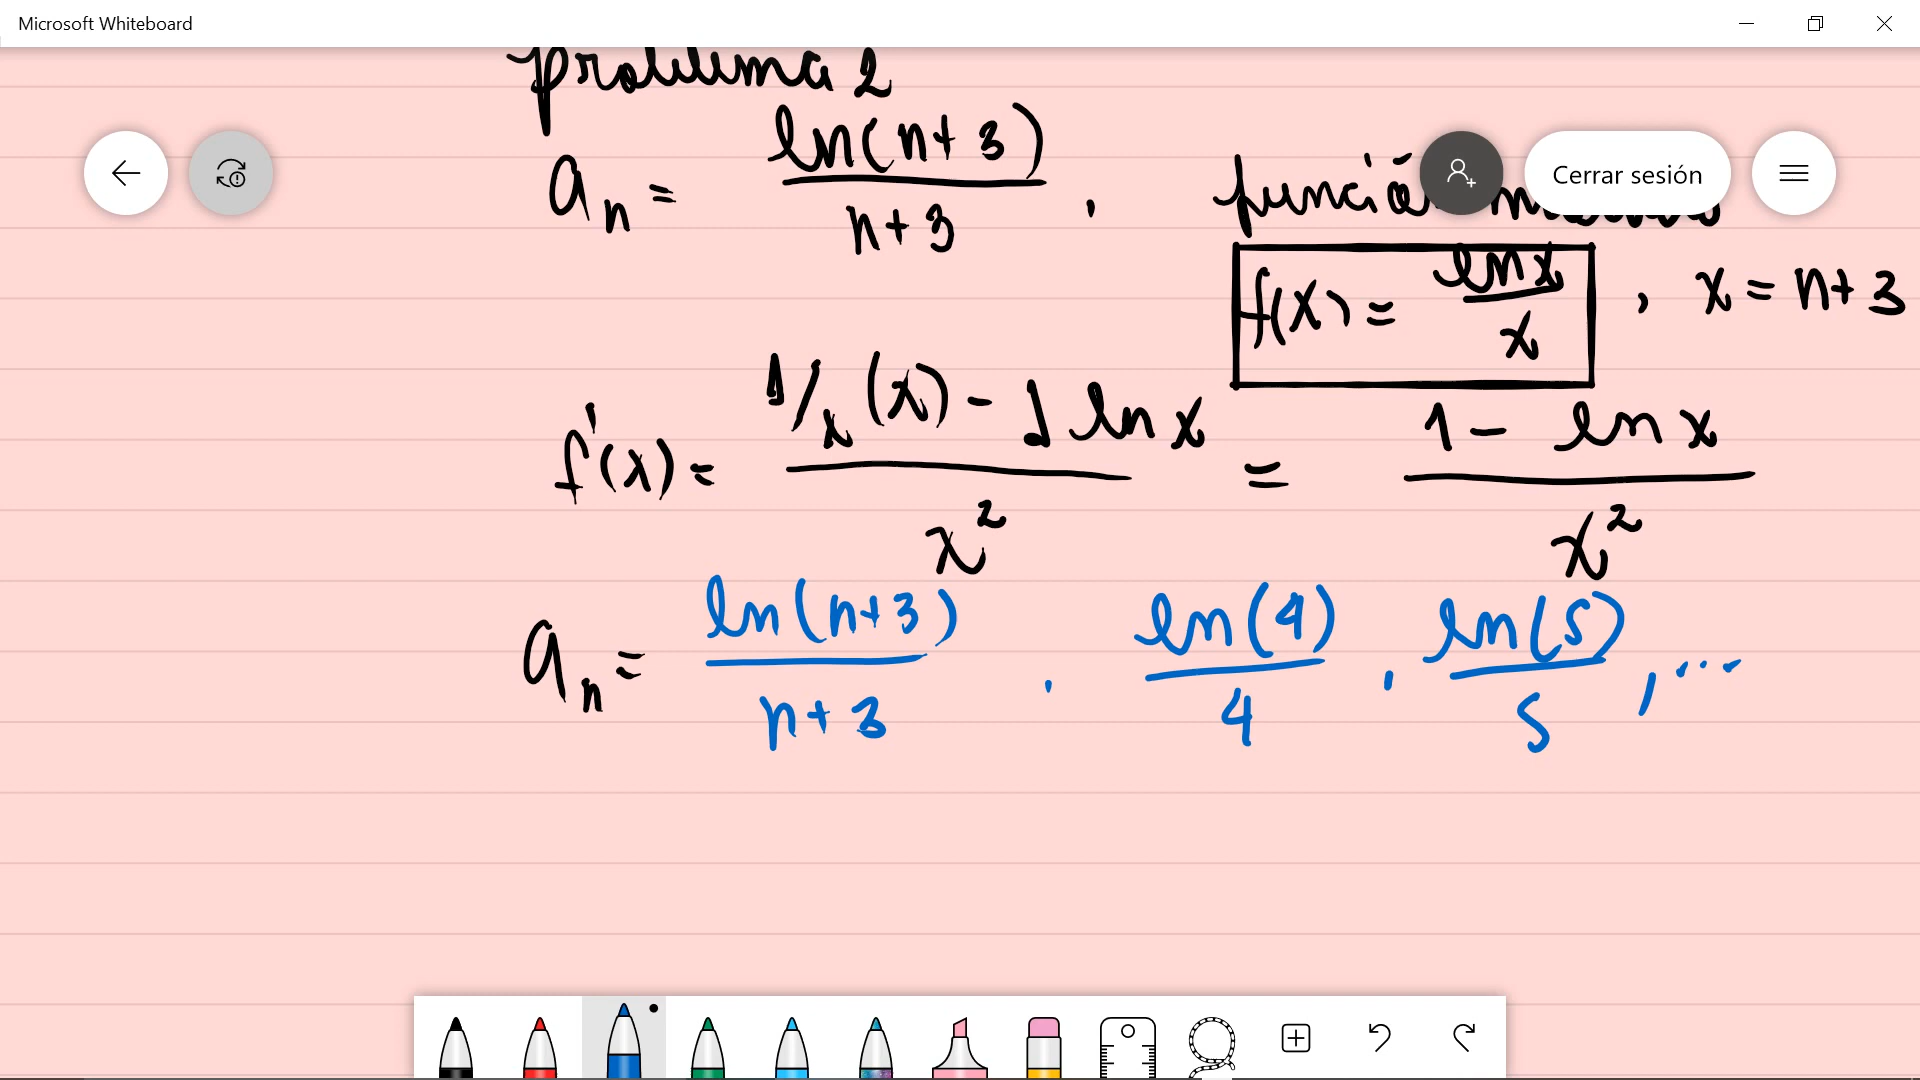 Microsoft Whiteboard
problema 2
aₙ = ln(n+3) / n+3 , función
Cerrar sesión
f(x) = ln x / x , x = n+3
f'(x) = 1/x (x) - 1 ln x / x² = 1 - ln x / x²
aₙ = ln(n+3) / n+3 . ln(4) / 4 , ln(5) / 5 , ...